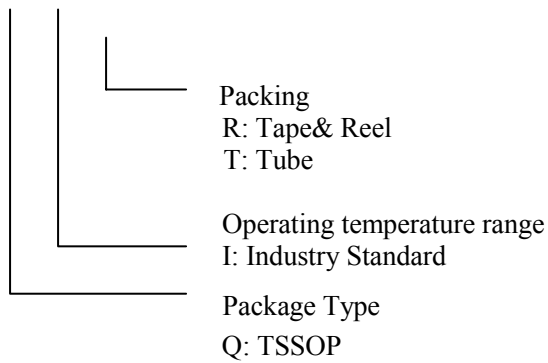 Packing
R: Tape& Reel
T: Tube
Operating temperature range
I: Industry Standard
Package Type
Q: TSSOP